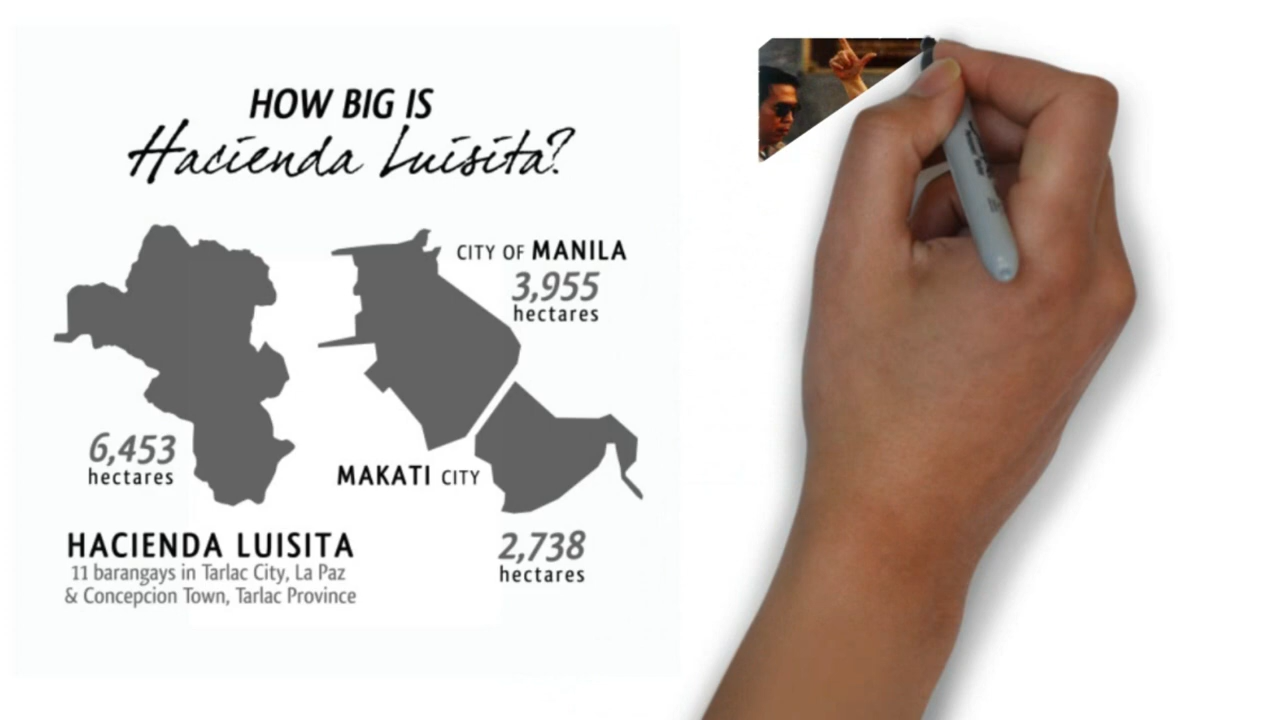 HOW BIG IS
Hacienda Luisita?
CITY OF MANILA
3,955
hectares
6,453
hectares
MAKATI CITY
HACIENDA LUISITA
11 barangays in Tarlac City, La Paz
& Concepcion Town, Tarlac Province
2,738
hectares